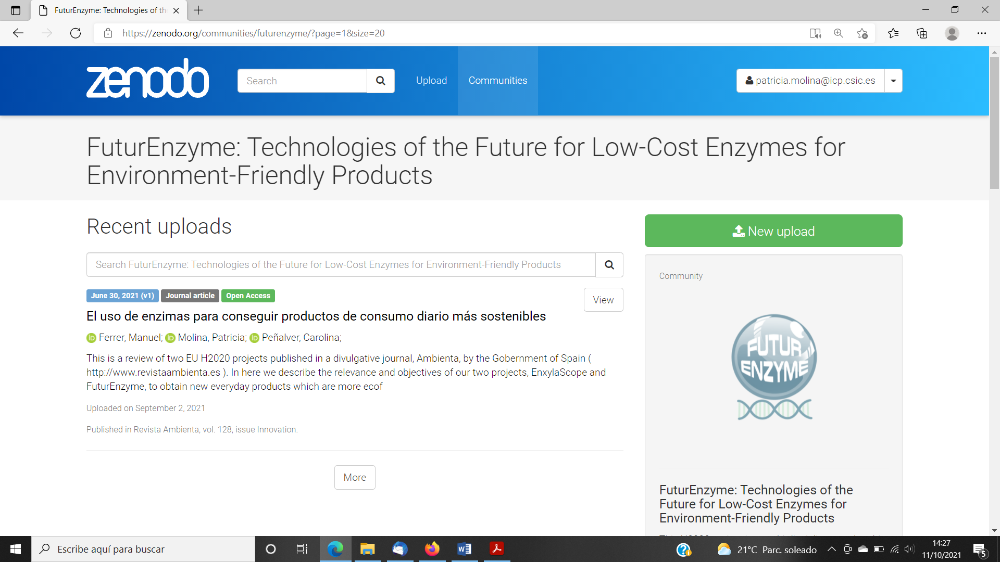 FuturEnzyme: Technologies of th
https://zenodo.org/communities/futurenzyme/?page=1&size=20
zenodo
Search
Upload
Communities
patricia.molina@icp.csic.es
FuturEnzyme: Technologies of the Future for Low-Cost Enzymes for
Environment-Friendly Products
Recent uploads
New upload
Search FuturEnzyme: Technologies of the Future for Low-Cost Enzymes for Environment-Friendly Products
Community
June 30, 2021 (v1) Journal article Open Access
View
El uso de enzimas para conseguir productos de consumo diario más sostenibles
iD Ferrer, Manuel; iD Molina, Patricia; iD Peñalver, Carolina;
This is a review of two EU H2020 projects published in a divulgative journal, Ambienta, by the Gobernment of Spain (
http://www.revistaambienta.es ). In here we describe the relevance and objectives of our two projects, EnxylaScope and
FuturEnzyme, to obtain new everyday products which are more ecof
Uploaded on September 2, 2021
Published in Revista Ambienta, vol. 128, issue Innovation.
More
FUTUR
ENZYME
FuturEnzyme: Technologies of the
Future for Low-Cost Enzymes for
Environment-Friendly Products
Escribe aquí para buscar
21°C Parc. soleado
14:27
11/10/2021
5